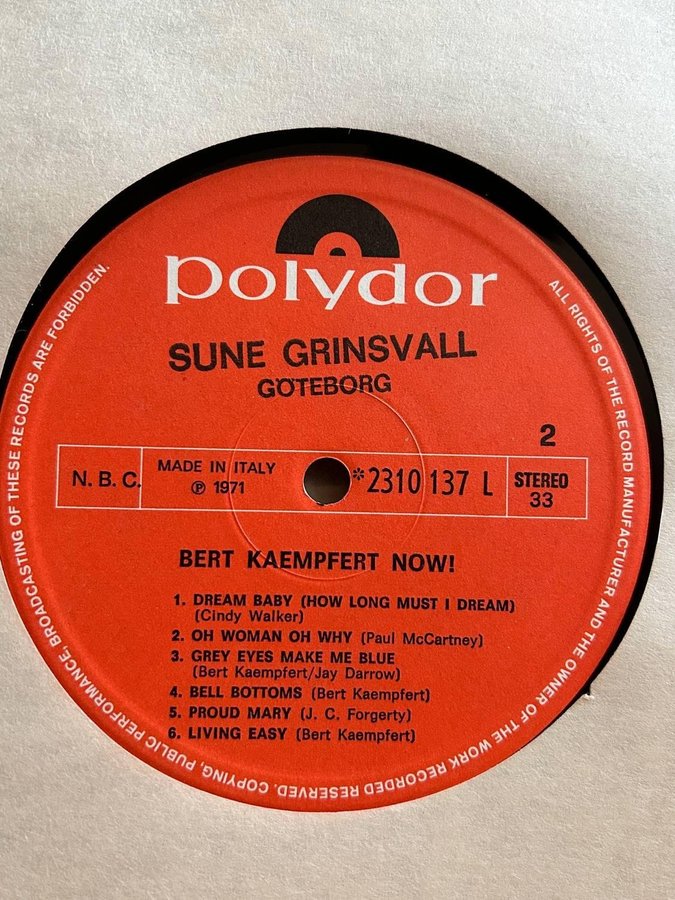 polydor
SUNE GRINSVALL
GÖTEBORG
2
N. B. C.
MADE IN ITALY
℗ 1971
*2310 137 L
STEREO
33
BERT KAEMPFERT NOW!
1. DREAM BABY (HOW LONG MUST I DREAM)
(Cindy Walker)
2. OH WOMAN OH WHY (Paul McCartney)
3. GREY EYES MAKE ME BLUE
(Bert Kaempfert/Jay Darrow)
4. BELL BOTTOMS (Bert Kaempfert)
5. PROUD MARY (J. C. Forgerty)
6. LIVING EASY (Bert Kaempfert)
ALL RIGHTS OF THE RECORD MANUFACTURER AND THE OWNER OF THE WORK RECORDED RESERVED. COPYING, PUBLIC PERFORMANCE, BROADCASTING OF THESE RECORDS ARE FORBIDDEN.